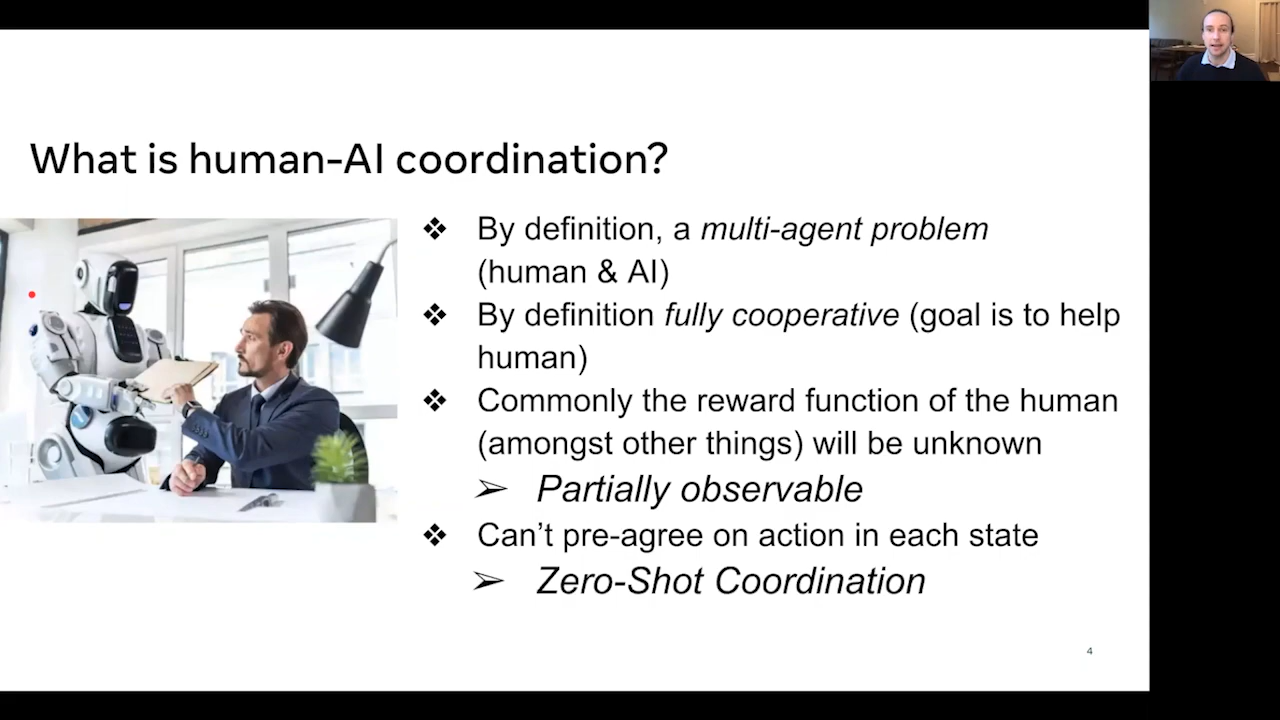 What is human-AI coordination?
❖ By definition, a multi-agent problem
(human & AI)
❖ By definition fully cooperative (goal is to help
human)
❖ Commonly the reward function of the human
(amongst other things) will be unknown
➢ Partially observable
❖ Can’t pre-agree on action in each state
➢ Zero-Shot Coordination
4